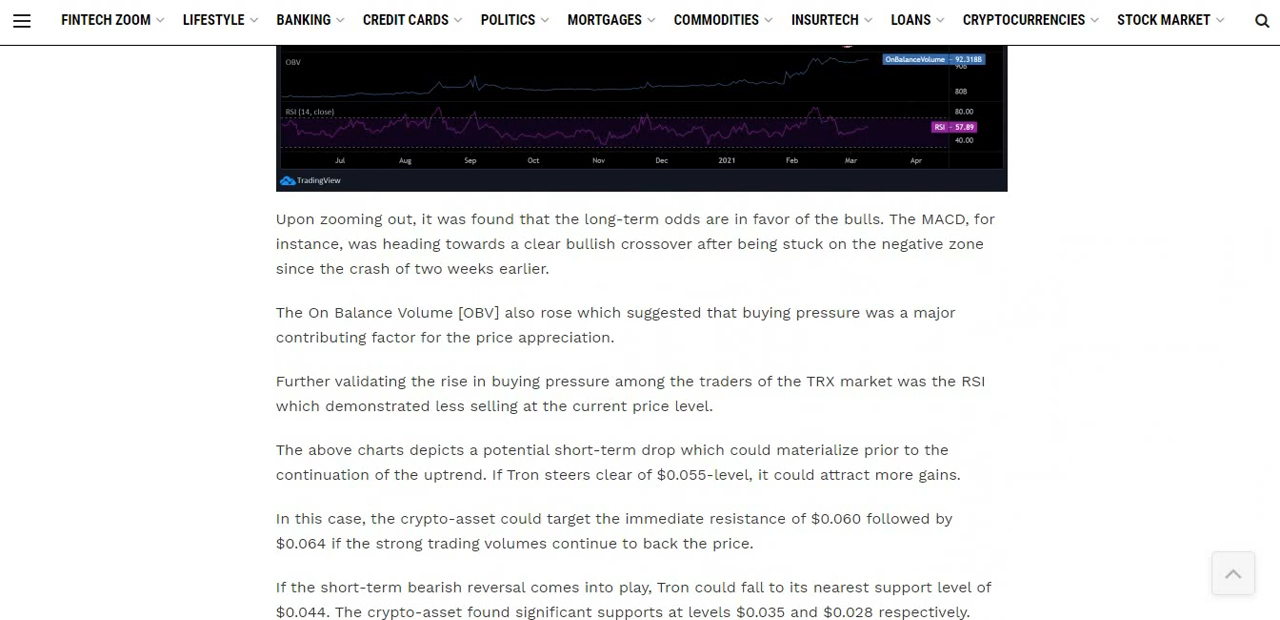 FINTECH ZOOM LIFESTYLE BANKING CREDIT CARDS POLITICS MORTGAGES COMMODITIES INSURTECH LOANS CRYPTOCURRENCIES STOCK MARKET
OBV
OnBalanceVolume 92.318B
90B
80B
RSI (14, close)
80.00
RSI 57.89
40.00
Jul Aug Sep Oct Nov Dec 2021 Feb Mar Apr
TradingView
Upon zooming out, it was found that the long-term odds are in favor of the bulls. The MACD, for
instance, was heading towards a clear bullish crossover after being stuck on the negative zone
since the crash of two weeks earlier.
The On Balance Volume [OBV] also rose which suggested that buying pressure was a major
contributing factor for the price appreciation.
Further validating the rise in buying pressure among the traders of the TRX market was the RSI
which demonstrated less selling at the current price level.
The above charts depicts a potential short-term drop which could materialize prior to the
continuation of the uptrend. If Tron steers clear of $0.055-level, it could attract more gains.
In this case, the crypto-asset could target the immediate resistance of $0.060 followed by
$0.064 if the strong trading volumes continue to back the price.
If the short-term bearish reversal comes into play, Tron could fall to its nearest support level of
$0.044. The crypto-asset found significant supports at levels $0.035 and $0.028 respectively.